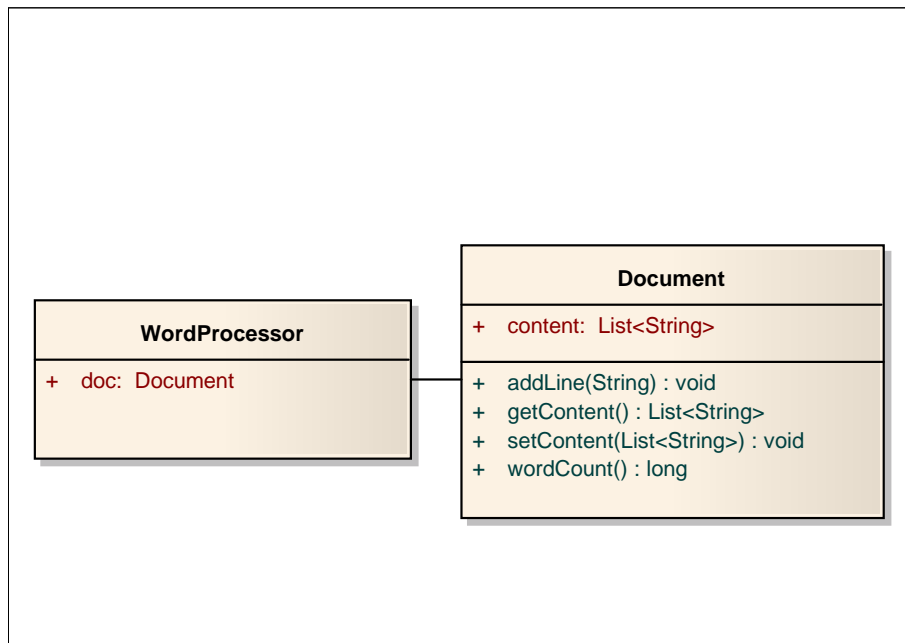 WordProcessor
+ doc: Document
Document
+ content: List<String>
+ addLine(String) : void
+ getContent() : List<String>
+ setContent(List<String>) : void
+ wordCount() : long